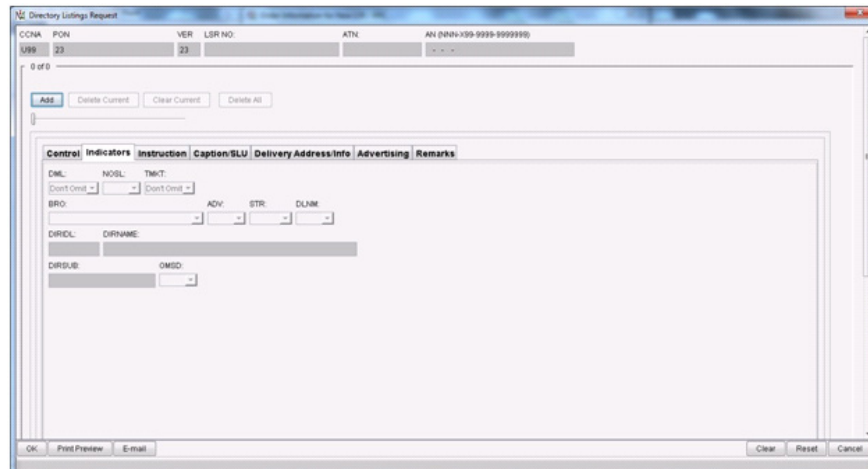 Directory Listings Request
CCNA PON VER LSR NO: ATN: AN (NNN-X99-9999-9999999)
U99 23 23 - - -
0 of 0
Add Delete Current Clear Current Delete All
Control Indicators Instruction Caption/SLU Delivery Address/Info Advertising Remarks
DML: NOSL: TMKT:
Don't Omit Don't Omit
BRO: ADV: STR: DLNM:
DIRIDL: DIRNAME:
DIRSUB: OMSD:
OK Print Preview E-mail Clear Reset Cancel